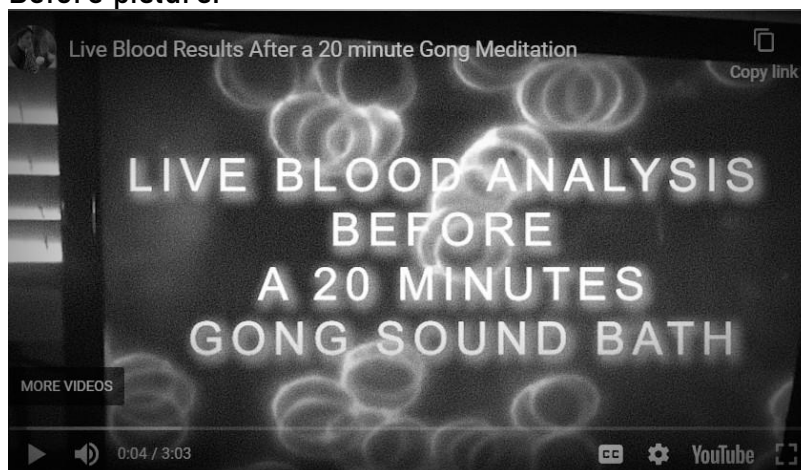 Before picture:
Live Blood Results After a 20 minute Gong Meditation
Copy link
LIVE BLOOD ANALYSIS
BEFORE
A 20 MINUTES
GONG SOUND BATH
MORE VIDEOS
0:04 / 3:03
CC
YouTube